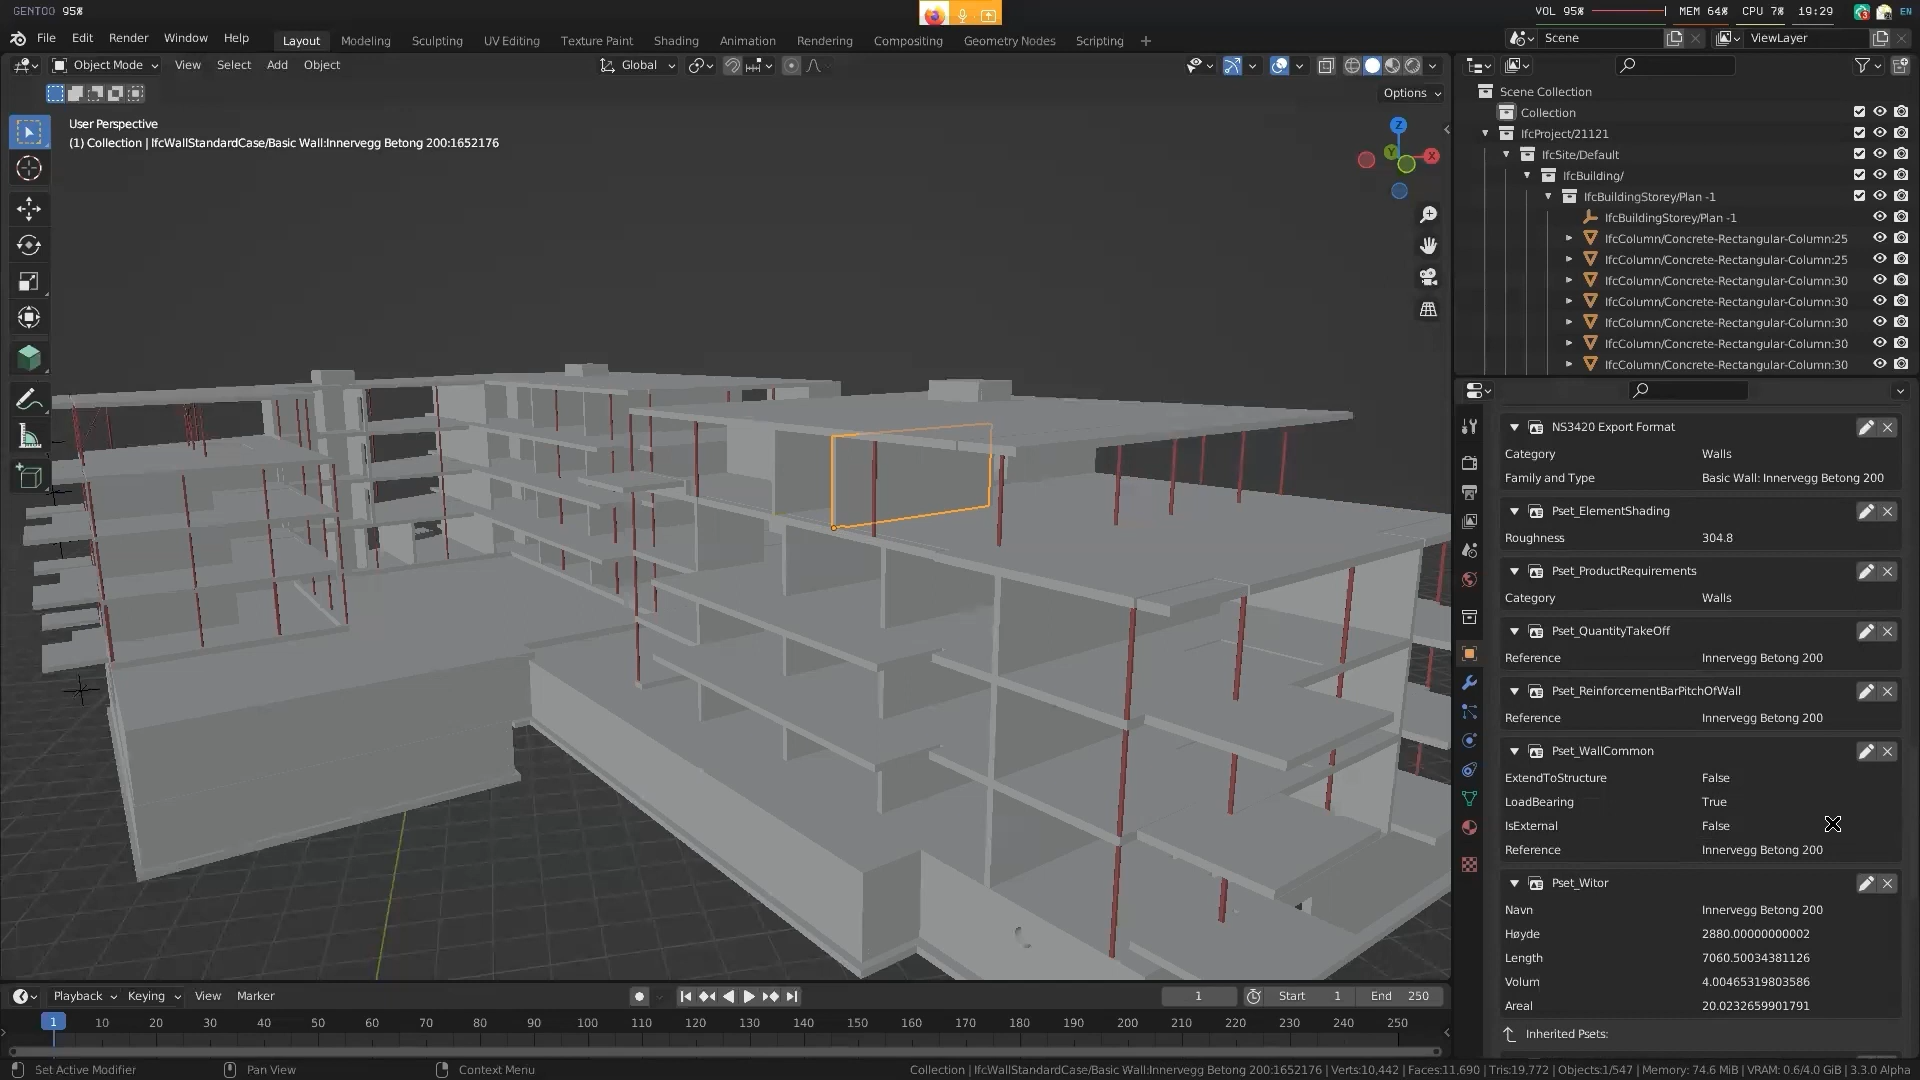 GENTOO 95%
VOL 95% MEM 64% CPU 7% 19:29 EN
File Edit Render Window Help Layout Modeling Sculpting UV Editing Texture Paint Shading Animation Rendering Compositing Geometry Nodes Scripting + Scene ViewLayer
Object Mode View Select Add Object Global
Options
User Perspective
(1) Collection | IfcWallStandardCase/Basic Wall:Innervegg Betong 200:1652176
Z
Y
X
Scene Collection
Collection
IfcProject/21121
IfcSite/Default
IfcBuilding/
IfcBuildingStorey/Plan -1
IfcBuildingStorey/Plan -1
IfcColumn/Concrete-Rectangular-Column:25
IfcColumn/Concrete-Rectangular-Column:25
IfcColumn/Concrete-Rectangular-Column:30
IfcColumn/Concrete-Rectangular-Column:30
IfcColumn/Concrete-Rectangular-Column:30
IfcColumn/Concrete-Rectangular-Column:30
IfcColumn/Concrete-Rectangular-Column:30
NS3420 Export Format
Category Walls
Family and Type Basic Wall: Innervegg Betong 200
Pset_ElementShading
Roughness 304.8
Pset_ProductRequirements
Category Walls
Pset_QuantityTakeOff
Reference Innervegg Betong 200
Pset_ReinforcementBarPitchOfWall
Reference Innervegg Betong 200
Pset_WallCommon
ExtendToStructure False
LoadBearing True
IsExternal False
Reference Innervegg Betong 200
Pset_Witor
Navn Innervegg Betong 200
Høyde 2880.00000000002
Length 7060.50034381126
Volum 4.00465319803586
Areal 20.0232659901791
Inherited Psets:
Playback Keying View Marker 1 Start 1 End 250
1 10 20 30 40 50 60 70 80 90 100 110 120 130 140 150 160 170 180 190 200 210 220 230 240 250
Set Active Modifier Pan View Context Menu Collection | IfcWallStandardCase/Basic Wall:Innervegg Betong 200:1652176 | Verts:10,442 | Faces:11,690 | Tris:19,772 | Objects:1/547 | Memory: 74.6 MiB | VRAM: 0.6/4.0 GiB | 3.3.0 Alpha